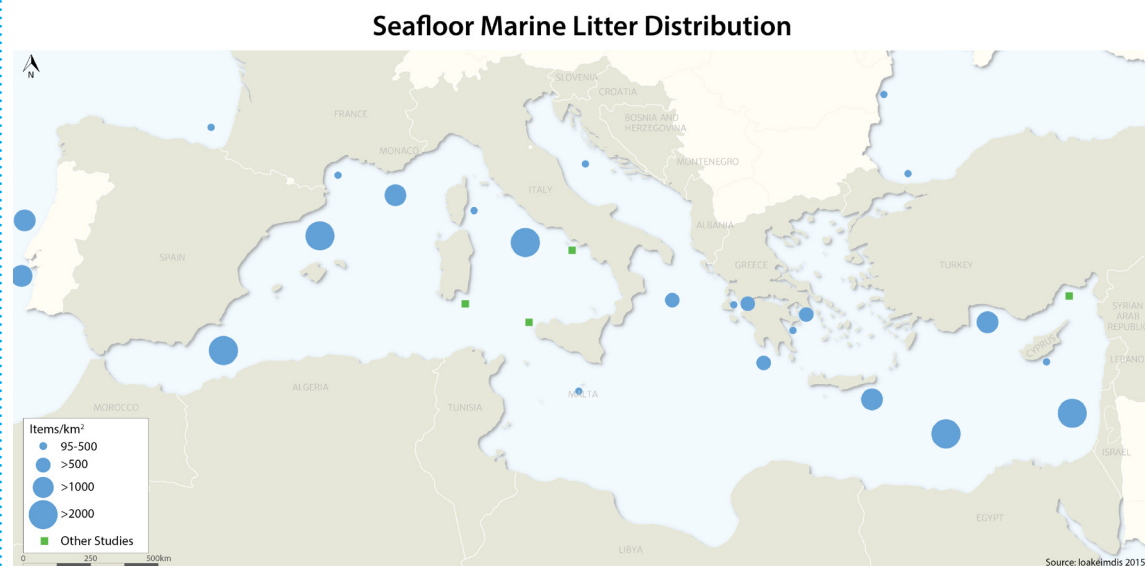 Seafloor Marine Litter Distribution
N
SLOVENIA
CROATIA
FRANCE
BOSNIA AND
HERZEGOVINA
MONACO
MONTENEGRO
ITALY
ALBANIA
SPAIN
GREECE
TURKEY
SYRIAN
ARAB
REPUBLIC
CYPRUS
LEBANO
ALGERIA
MALTA
MOROCCO
TUNISIA
ISRAEL
EGYPT
LIBYA
Items/km²
95-500
>500
>1000
>2000
Other Studies
0 250 500km
Source: Ioakeimdis 2015